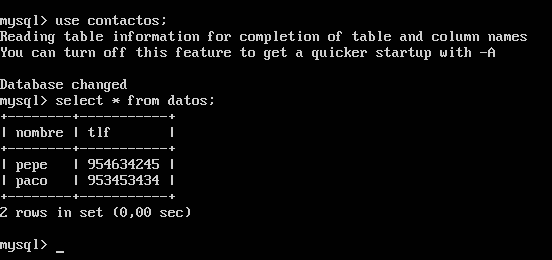 mysql> use contactos;
Reading table information for completion of table and column names
You can turn off this feature to get a quicker startup with -A
Database changed
mysql> select * from datos;
+--------+-----------+
| nombre | tlf       |
+--------+-----------+
| pepe   | 954634245 |
| paco   | 953453434 |
+--------+-----------+
2 rows in set (0,00 sec)
mysql> _